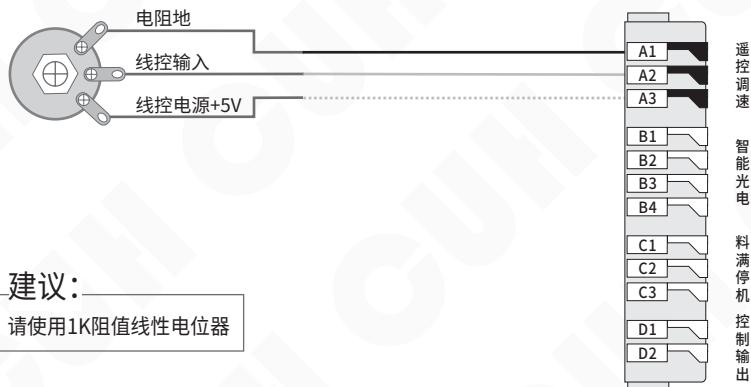 电阻地
线控输入
线控电源+5V
A1
A2
A3
遥控调速
B1
B2
B3
B4
智能光电
C1
C2
C3
料满停机
D1
D2
控制输出
建议：
请使用1K阻值线性电位器
CUH